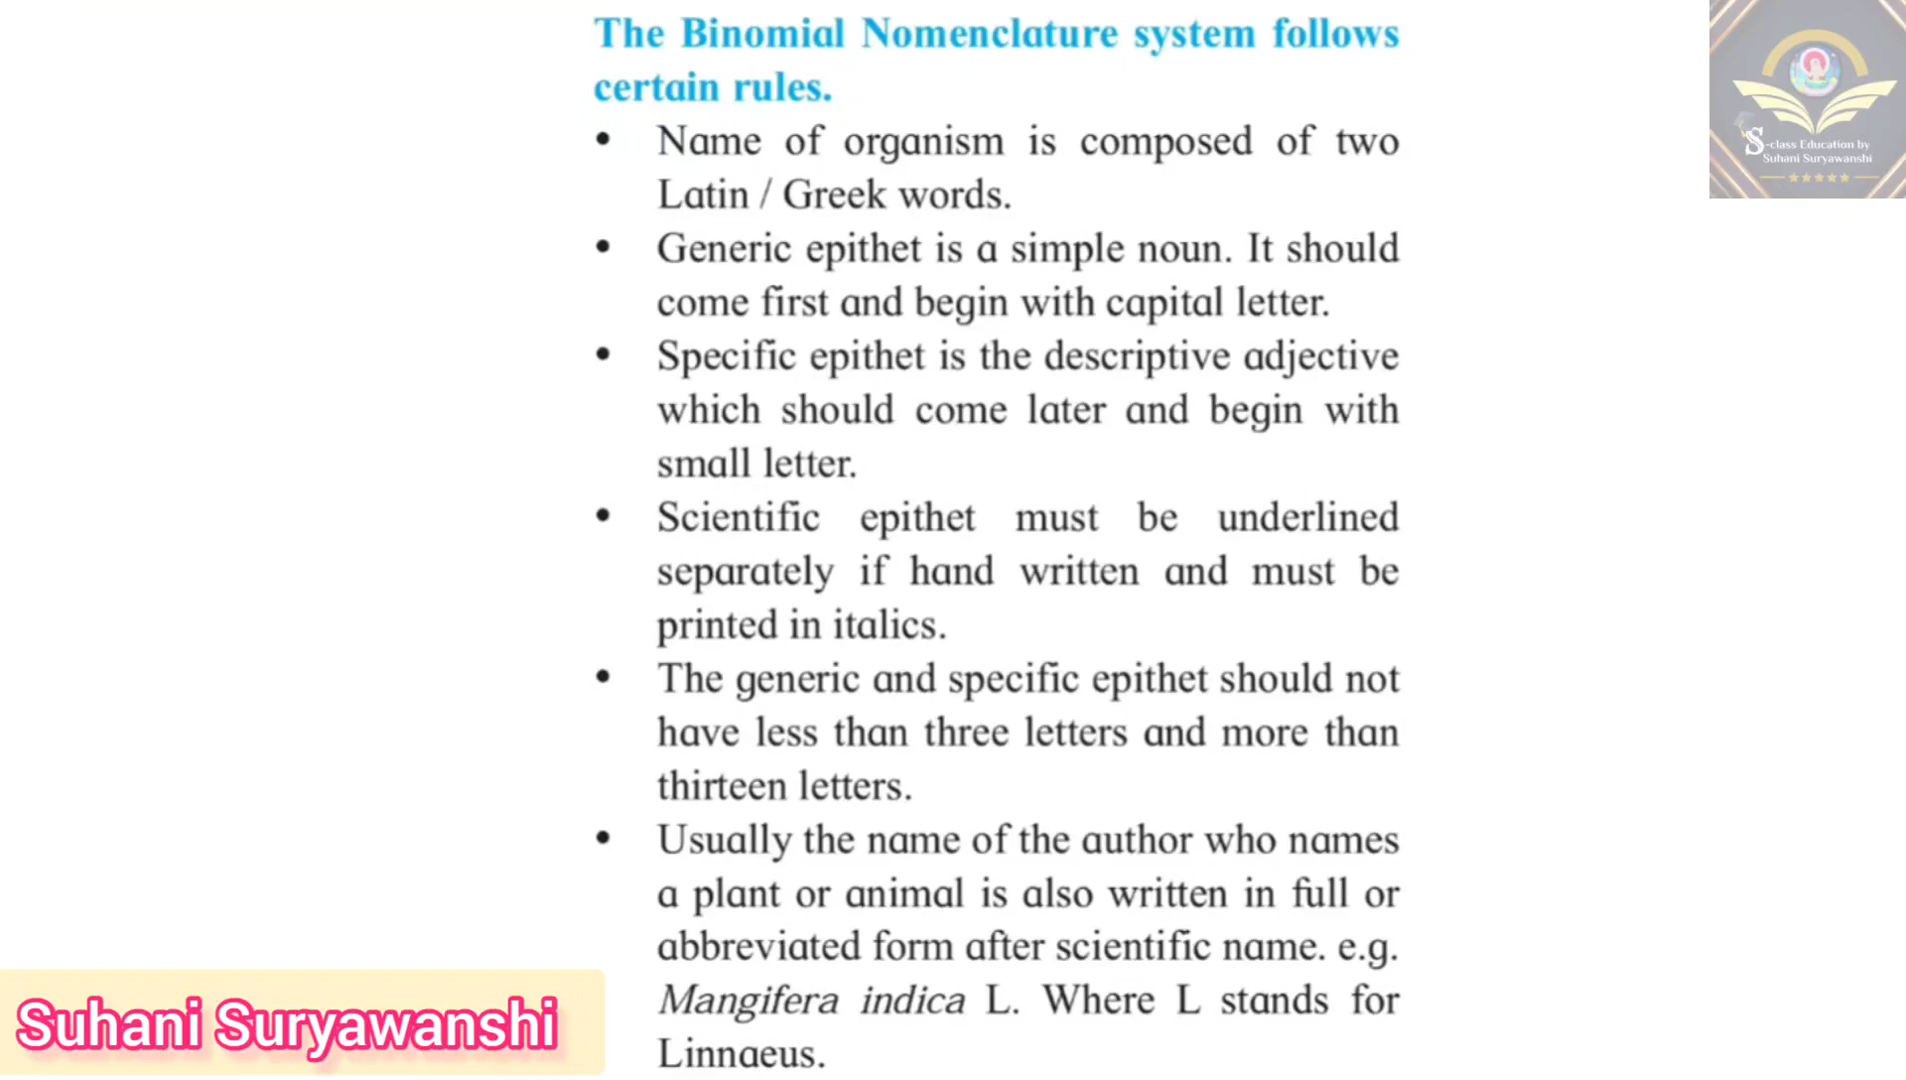 The Binomial Nomenclature system follows
certain rules.
• Name of organism is composed of two
Latin / Greek words.
• Generic epithet is a simple noun. It should
come first and begin with capital letter.
• Specific epithet is the descriptive adjective
which should come later and begin with
small letter.
• Scientific epithet must be underlined
separately if hand written and must be
printed in italics.
• The generic and specific epithet should not
have less than three letters and more than
thirteen letters.
• Usually the name of the author who names
a plant or animal is also written in full or
abbreviated form after scientific name. e.g.
Mangifera indica L. Where L stands for
Linnaeus.
S-class Education by
Suhani Suryawanshi
Suhani Suryawanshi